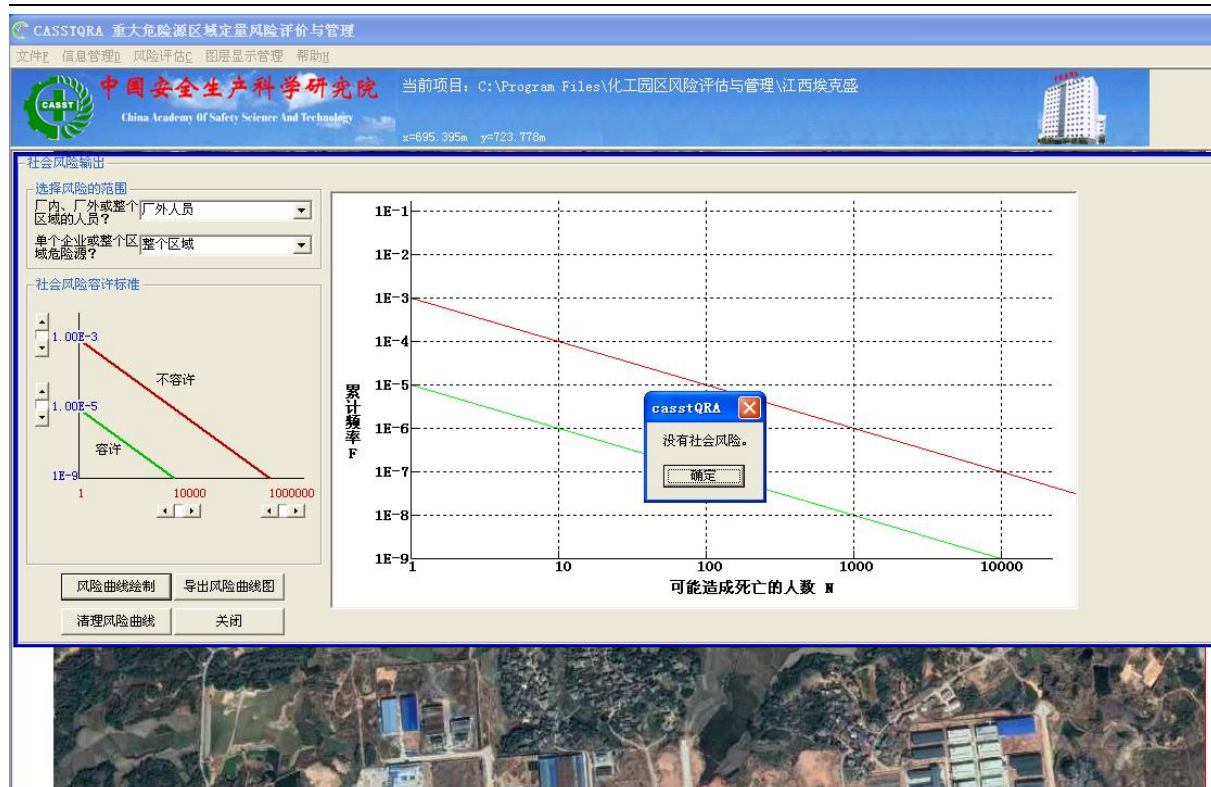 CASSTQRA 重大危险源区域定量风险评价与管理
文件F 信息管理D 风险评估C 图层显示管理 帮助H
CASST
中国安全生产科学研究院
China Academy Of Safety Science And Technology
当前项目: C:\Program Files\化工园区风险评估与管理\江西埃克盛
x=695.395m y=723.778m
社会风险输出
选择风险的范围
厂内、厂外或整个区域的人员?
厂外人员
单个企业或整个区域危险源?
整个区域
社会风险容许标准
1.00E-3
不容许
1.00E-5
容许
1E-9
1
10000
1000000
风险曲线绘制
导出风险曲线图
清理风险曲线
关闭
1E-1
1E-2
1E-3
1E-4
1E-5
1E-6
1E-7
1E-8
1E-9
累计频率F
1
10
100
1000
10000
可能造成死亡的人数 N
casstQRA
没有社会风险。
确定